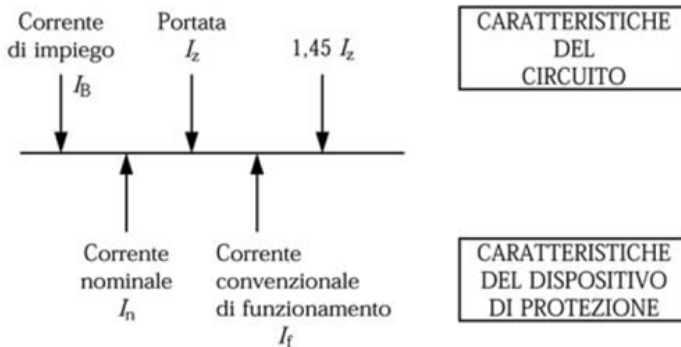 Corrente
di impiego
I_B
Portata
I_z
1,45 I_z
CARATTERISTICHE
DEL
CIRCUITO
Corrente
nominale
I_n
Corrente
convenzionale
di funzionamento
I_f
CARATTERISTICHE
DEL DISPOSITIVO
DI PROTEZIONE